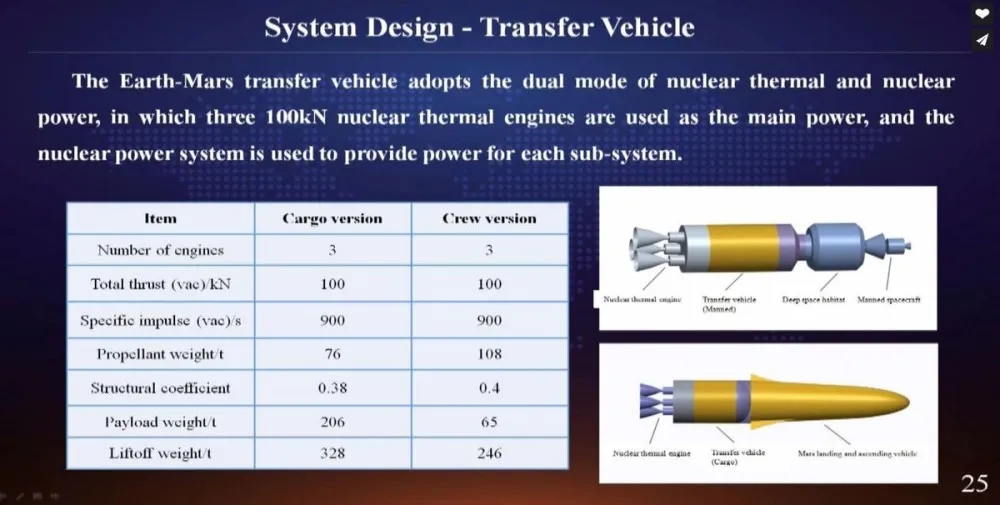 System Design - Transfer Vehicle
The Earth-Mars transfer vehicle adopts the dual mode of nuclear thermal and nuclear
power, in which three 100kN nuclear thermal engines are used as the main power, and the
nuclear power system is used to provide power for each sub-system.
Item Cargo version Crew version
Number of engines 3 3
Total thrust (vac)/kN 100 100
Specific impulse (vac)/s 900 900
Propellant weight/t 76 108
Structural coefficient 0.38 0.4
Payload weight/t 206 65
Liftoff weight/t 328 246
Nuclear thermal engine Transfer vehicle Deep space habitat Manned spacecraft
(Manned)
Nuclear thermal engine Transfer vehicle Mars landing and ascending vehicle
(Cargo)
25